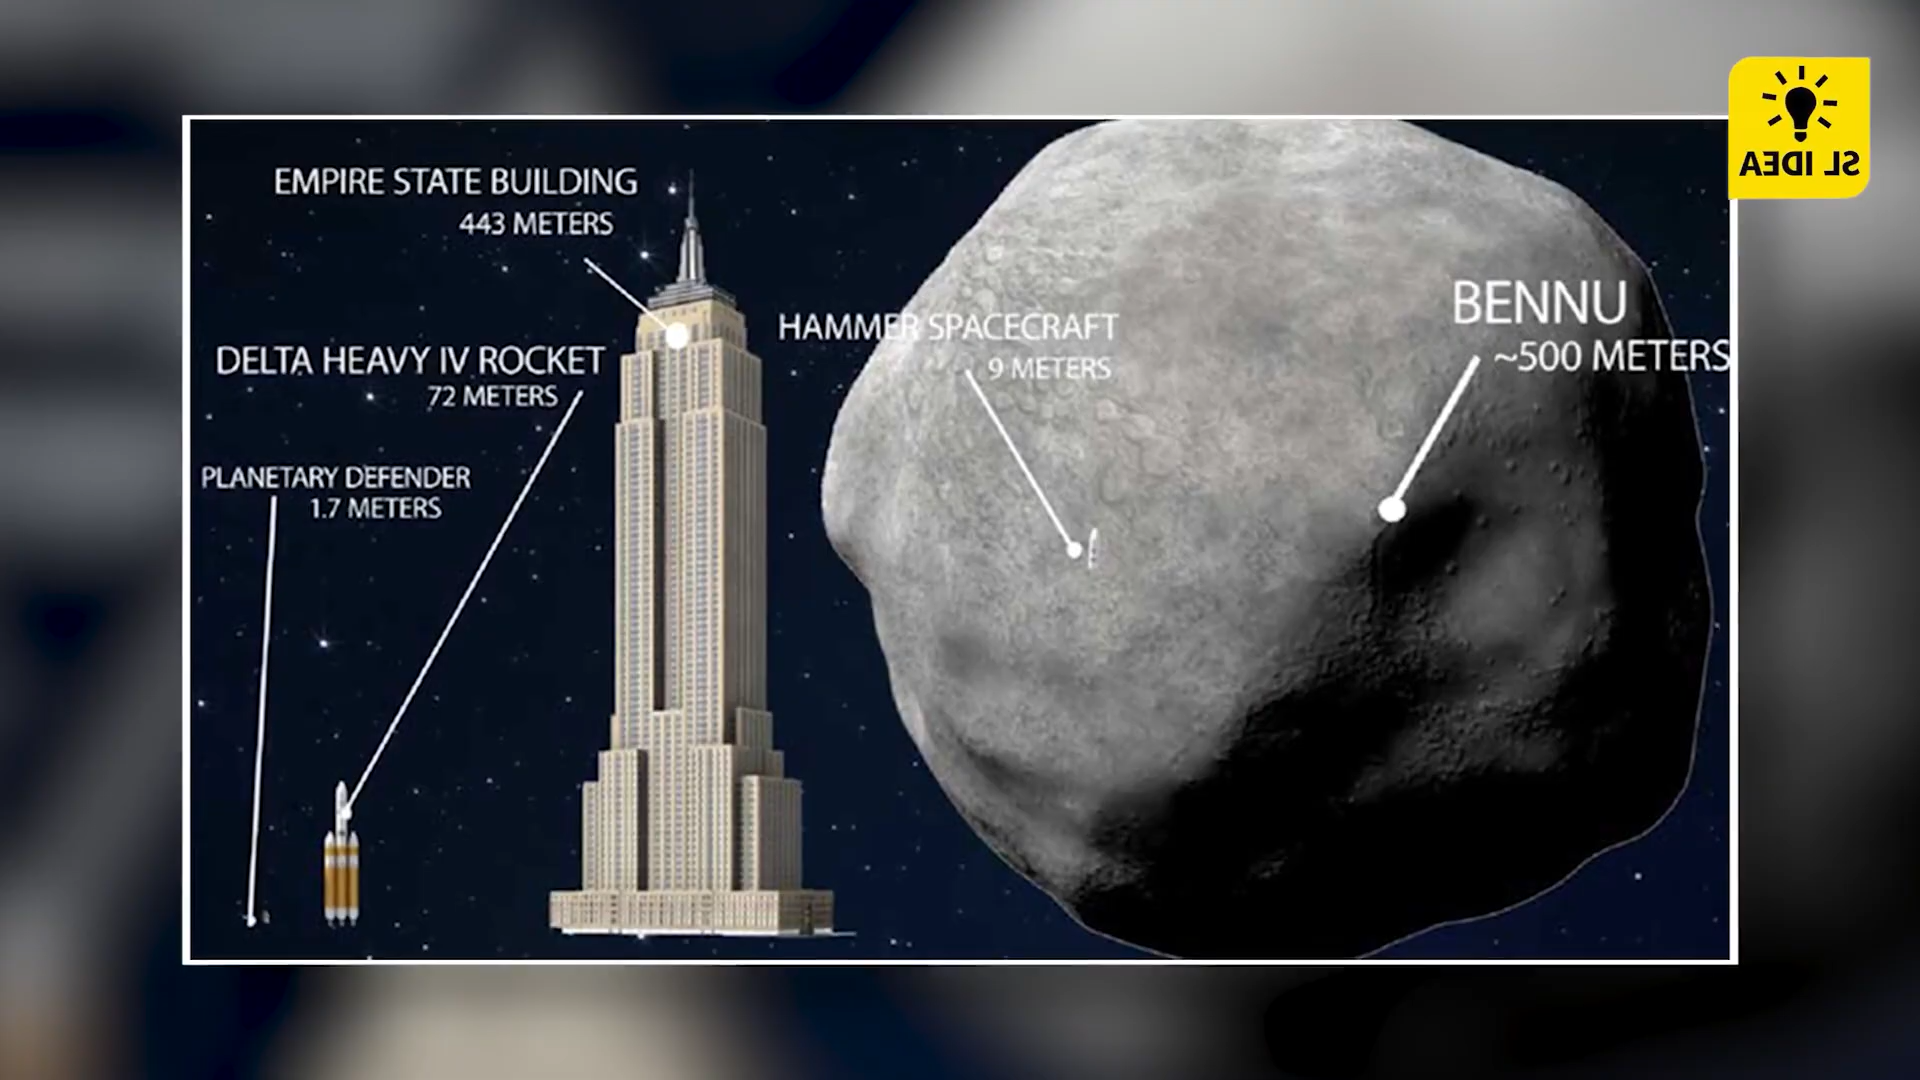 EMPIRE STATE BUILDING
443 METERS
DELTA HEAVY IV ROCKET
72 METERS
PLANETARY DEFENDER
1.7 METERS
HAMMER SPACECRAFT
9 METERS
BENNU
~500 METERS
SL IDEA